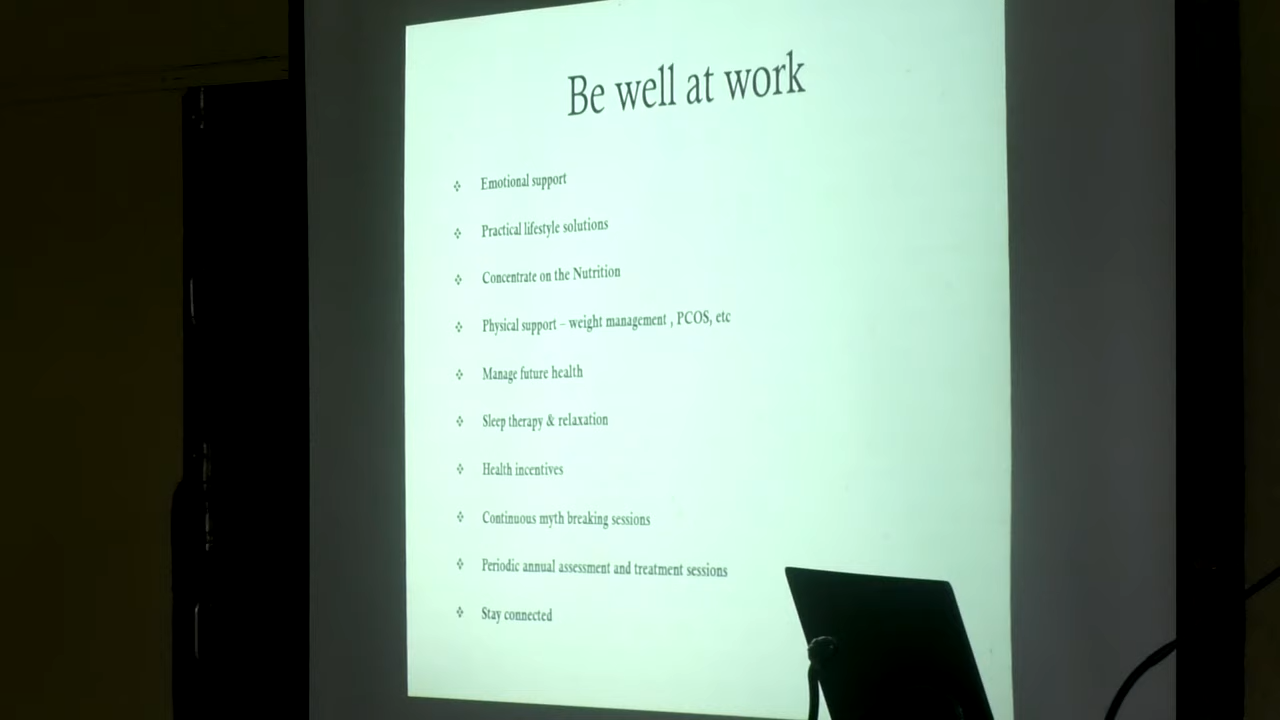 Be well at work
Emotional support
Practical lifestyle solutions
Concentrate on the Nutrition
Physical support – weight management , PCOS, etc
Manage future health
Sleep therapy & relaxation
Health incentives
Continuous myth breaking sessions
Periodic annual assessment and treatment sessions
Stay connected